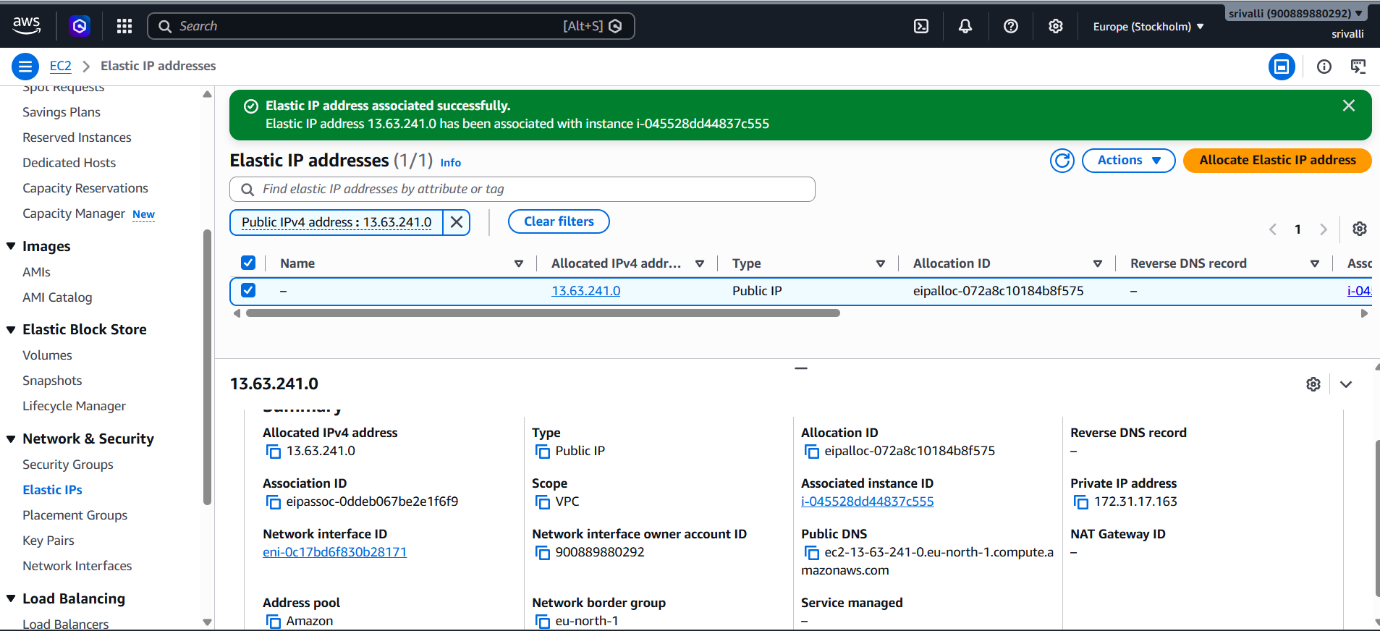 aws
Search [Alt+S]
Europe (Stockholm)
srivalli (900889880292)
srivalli
EC2 > Elastic IP addresses
Spot Requests
Savings Plans
Reserved Instances
Dedicated Hosts
Capacity Reservations
Capacity Manager New
Images
AMIs
AMI Catalog
Elastic Block Store
Volumes
Snapshots
Lifecycle Manager
Network & Security
Security Groups
Elastic IPs
Placement Groups
Key Pairs
Network Interfaces
Load Balancing
Load Balancers
Elastic IP address associated successfully.
Elastic IP address 13.63.241.0 has been associated with instance i-045528dd44837c555
Elastic IP addresses (1/1) Info
Actions
Allocate Elastic IP address
Find elastic IP addresses by attribute or tag
Public IPv4 address : 13.63.241.0
Clear filters
1
Name Allocated IPv4 addr... Type Allocation ID Reverse DNS record Asso
– 13.63.241.0 Public IP eipalloc-072a8c10184b8f575 – i-04
13.63.241.0
Summary
Allocated IPv4 address
13.63.241.0
Type
Public IP
Allocation ID
eipalloc-072a8c10184b8f575
Reverse DNS record
–
Association ID
eipassoc-0ddeb067be2e1f6f9
Scope
VPC
Associated instance ID
i-045528dd44837c555
Private IP address
172.31.17.163
Network interface ID
eni-0c17bd6f830b28171
Network interface owner account ID
900889880292
Public DNS
ec2-13-63-241-0.eu-north-1.compute.a
mazonaws.com
NAT Gateway ID
–
Address pool
Amazon
Network border group
eu-north-1
Service managed
–